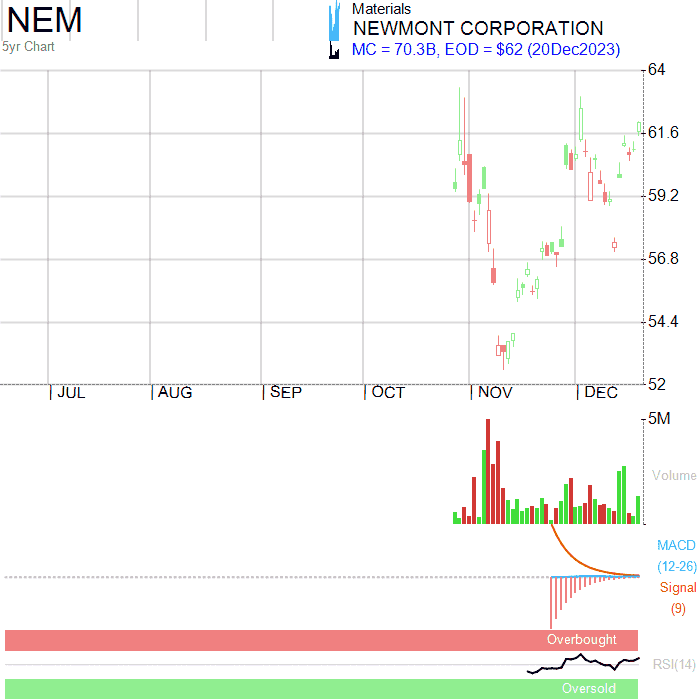 NEM
5yr Chart
Materials
NEWMONT CORPORATION
MC = 70.3B, EOD = $62 (20Dec2023)
64
61.6
59.2
56.8
54.4
52
JUL AUG SEP OCT NOV DEC
5M
Volume
MACD
(12-26)
Signal
(9)
Overbought
RSI(14)
Oversold